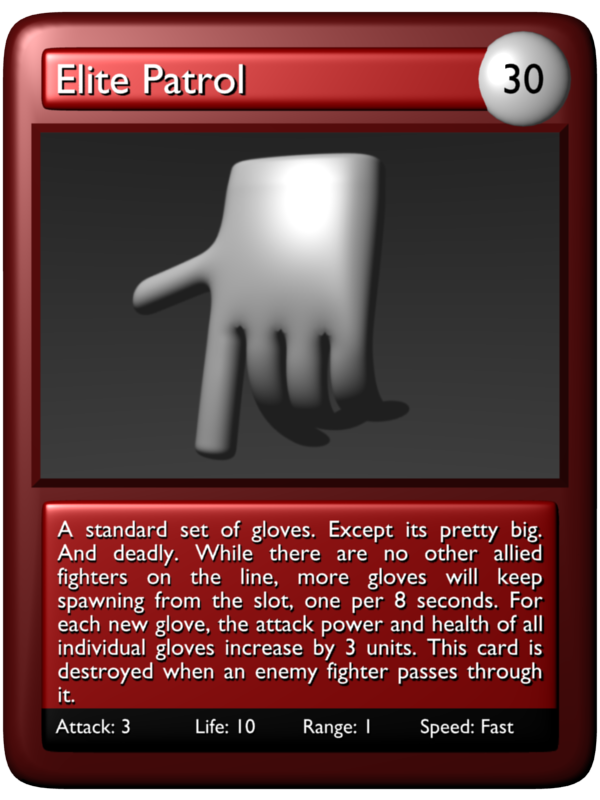 Elite Patrol
30
A standard set of gloves. Except its pretty big.
And deadly. While there are no other allied
fighters on the line, more gloves will keep
spawning from the slot, one per 8 seconds. For
each new glove, the attack power and health of all
individual gloves increase by 3 units. This card is
destroyed when an enemy fighter passes through
it.
Attack: 3 Life: 10 Range: 1 Speed: Fast